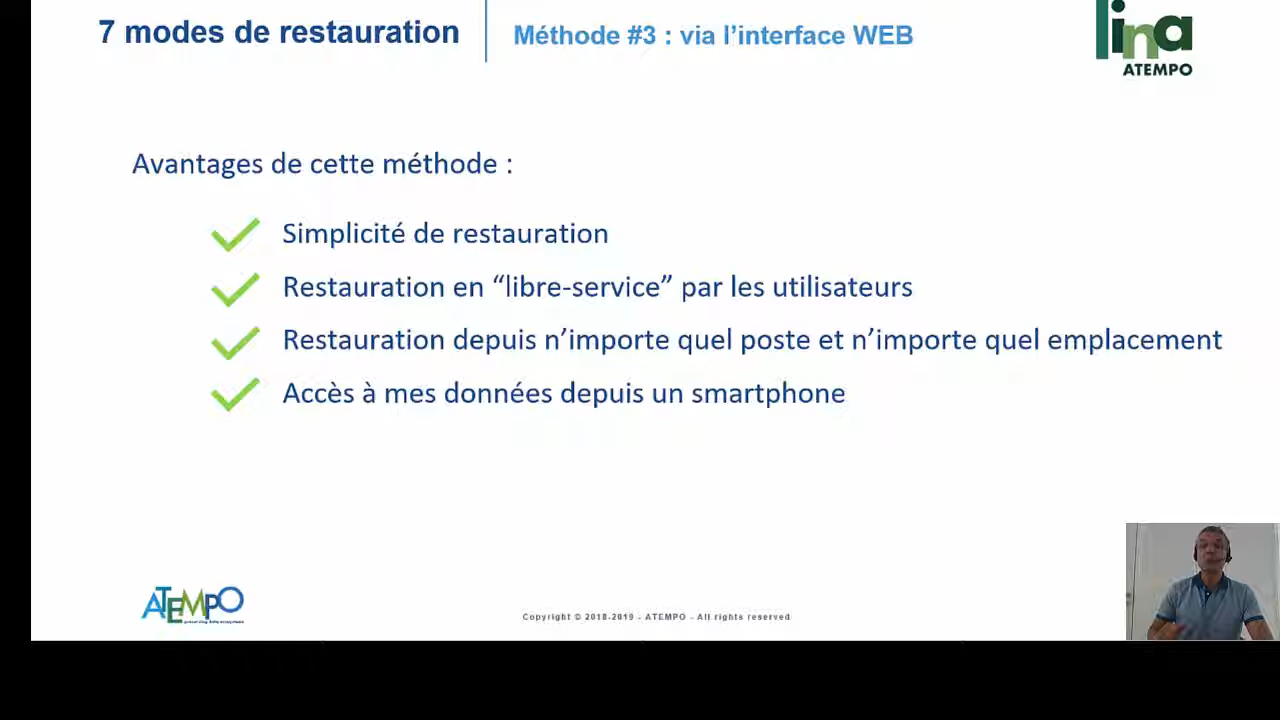 7 modes de restauration
Méthode #3 : via l’interface WEB
lina
ATEMPO
Avantages de cette méthode :
Simplicité de restauration
Restauration en “libre-service” par les utilisateurs
Restauration depuis n’importe quel poste et n’importe quel emplacement
Accès à mes données depuis un smartphone
ATEMPO
Copyright © 2018-2019 - ATEMPO - All rights reserved